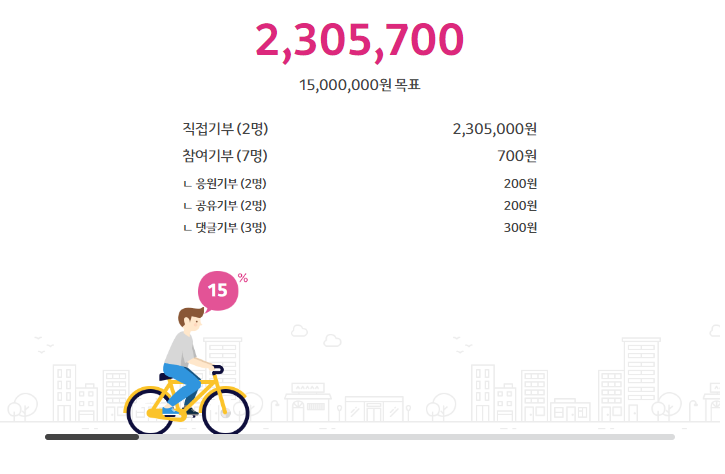 2,305,700
15,000,000원 목표
직접기부 (2명) 2,305,000원
참여기부 (7명) 700원
ㄴ 응원기부 (2명) 200원
ㄴ 공유기부 (2명) 200원
ㄴ 댓글기부 (3명) 300원
15 %